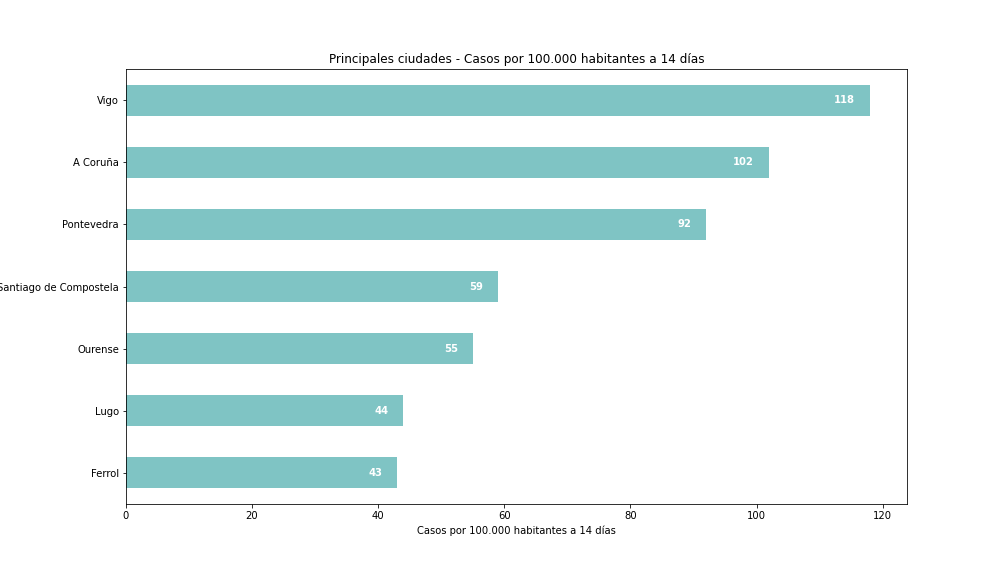 Principales ciudades - Casos por 100.000 habitantes a 14 días
Vigo
118
A Coruña
102
Pontevedra
92
Santiago de Compostela
59
Ourense
55
Lugo
44
Ferrol
43
0 20 40 60 80 100 120
Casos por 100.000 habitantes a 14 días